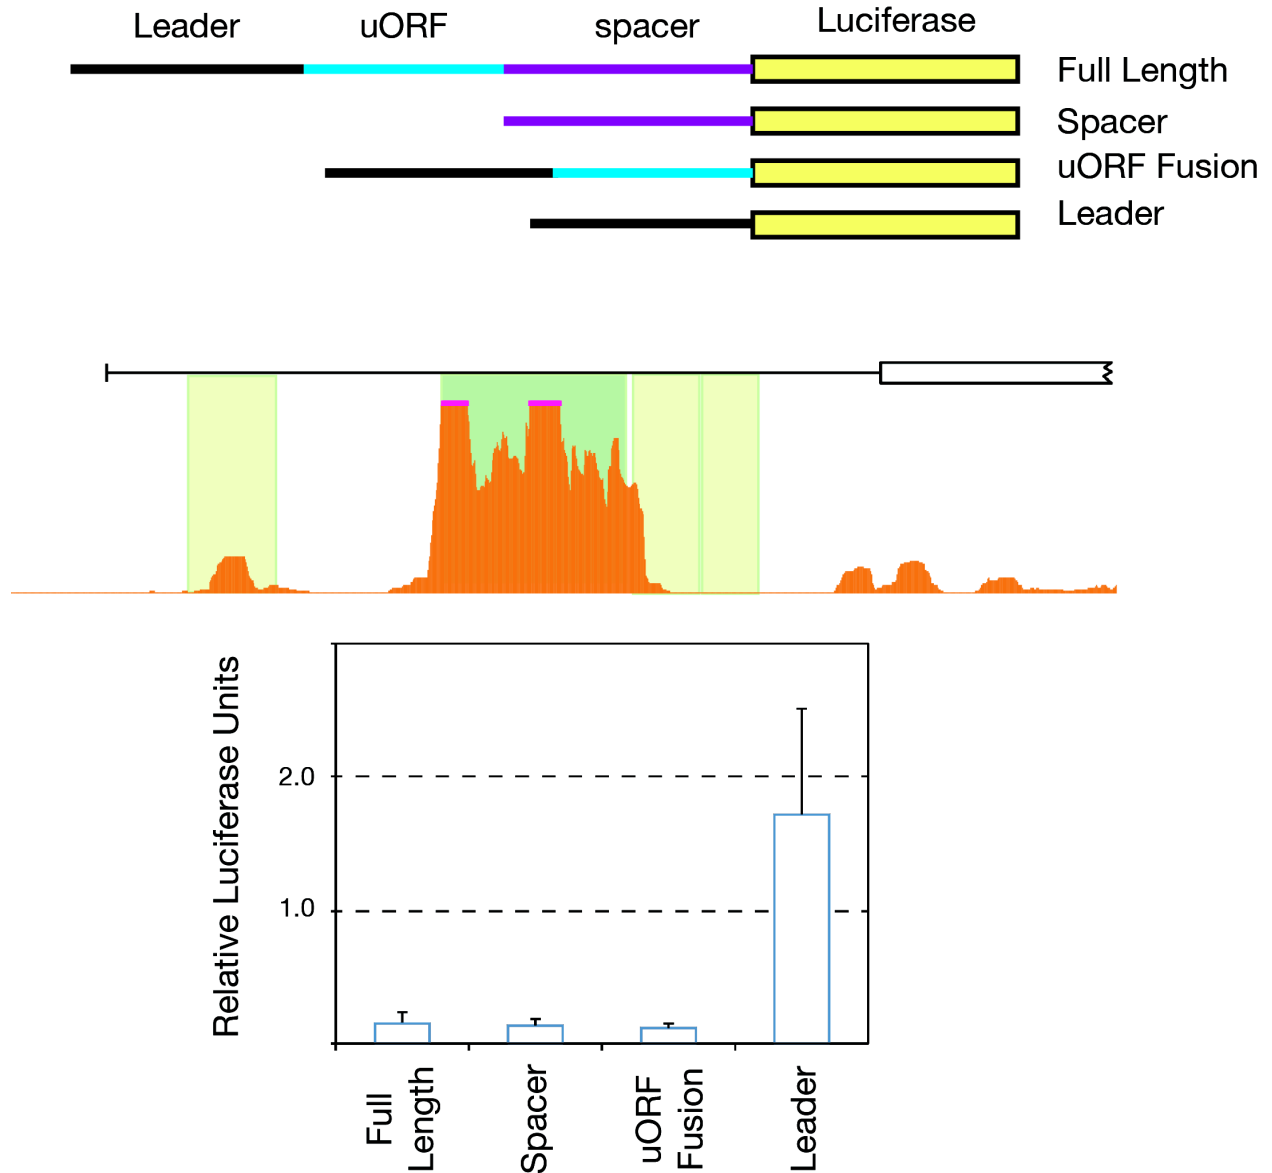 Leader uORF spacer Luciferase
Full Length
Spacer
uORF Fusion
Leader
Relative Luciferase Units
2.0
1.0
Full
Length
Spacer
uORF
Fusion
Leader